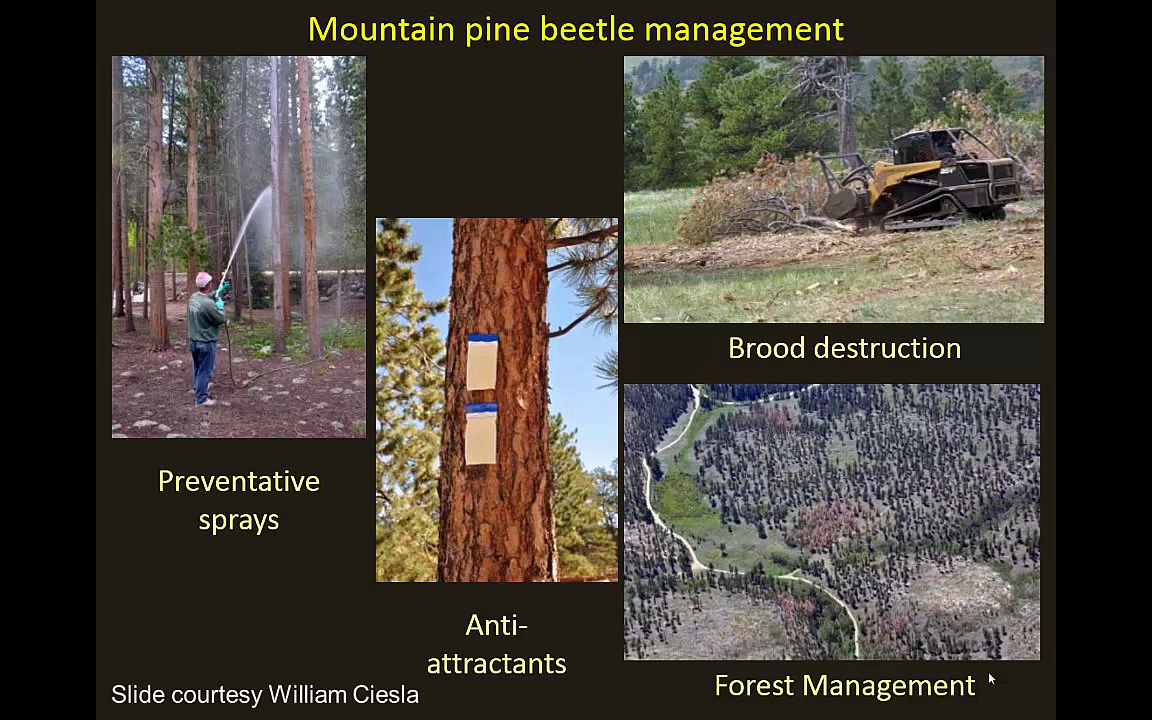 Mountain pine beetle management
Preventative
sprays
Anti-
attractants
Brood destruction
Forest Management
Slide courtesy William Ciesla